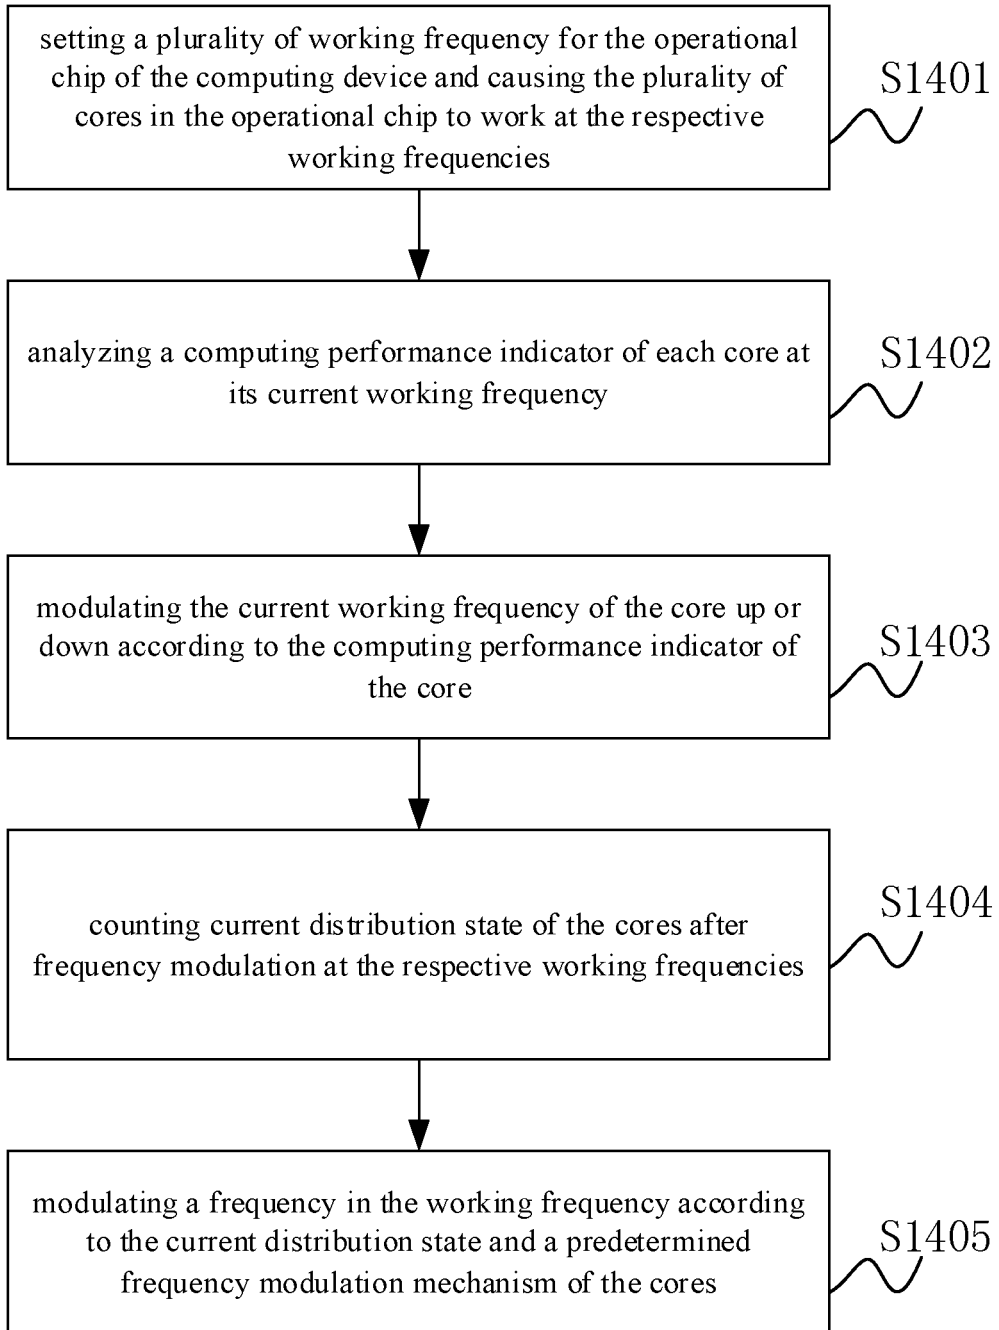 setting a plurality of working frequency for the operational
chip of the computing device and causing the plurality of
cores in the operational chip to work at the respective
working frequencies
S1401
analyzing a computing performance indicator of each core at
its current working frequency
S1402
modulating the current working frequency of the core up or
down according to the computing performance indicator of
the core
S1403
counting current distribution state of the cores after
frequency modulation at the respective working frequencies
S1404
modulating a frequency in the working frequency according
to the current distribution state and a predetermined
frequency modulation mechanism of the cores
S1405